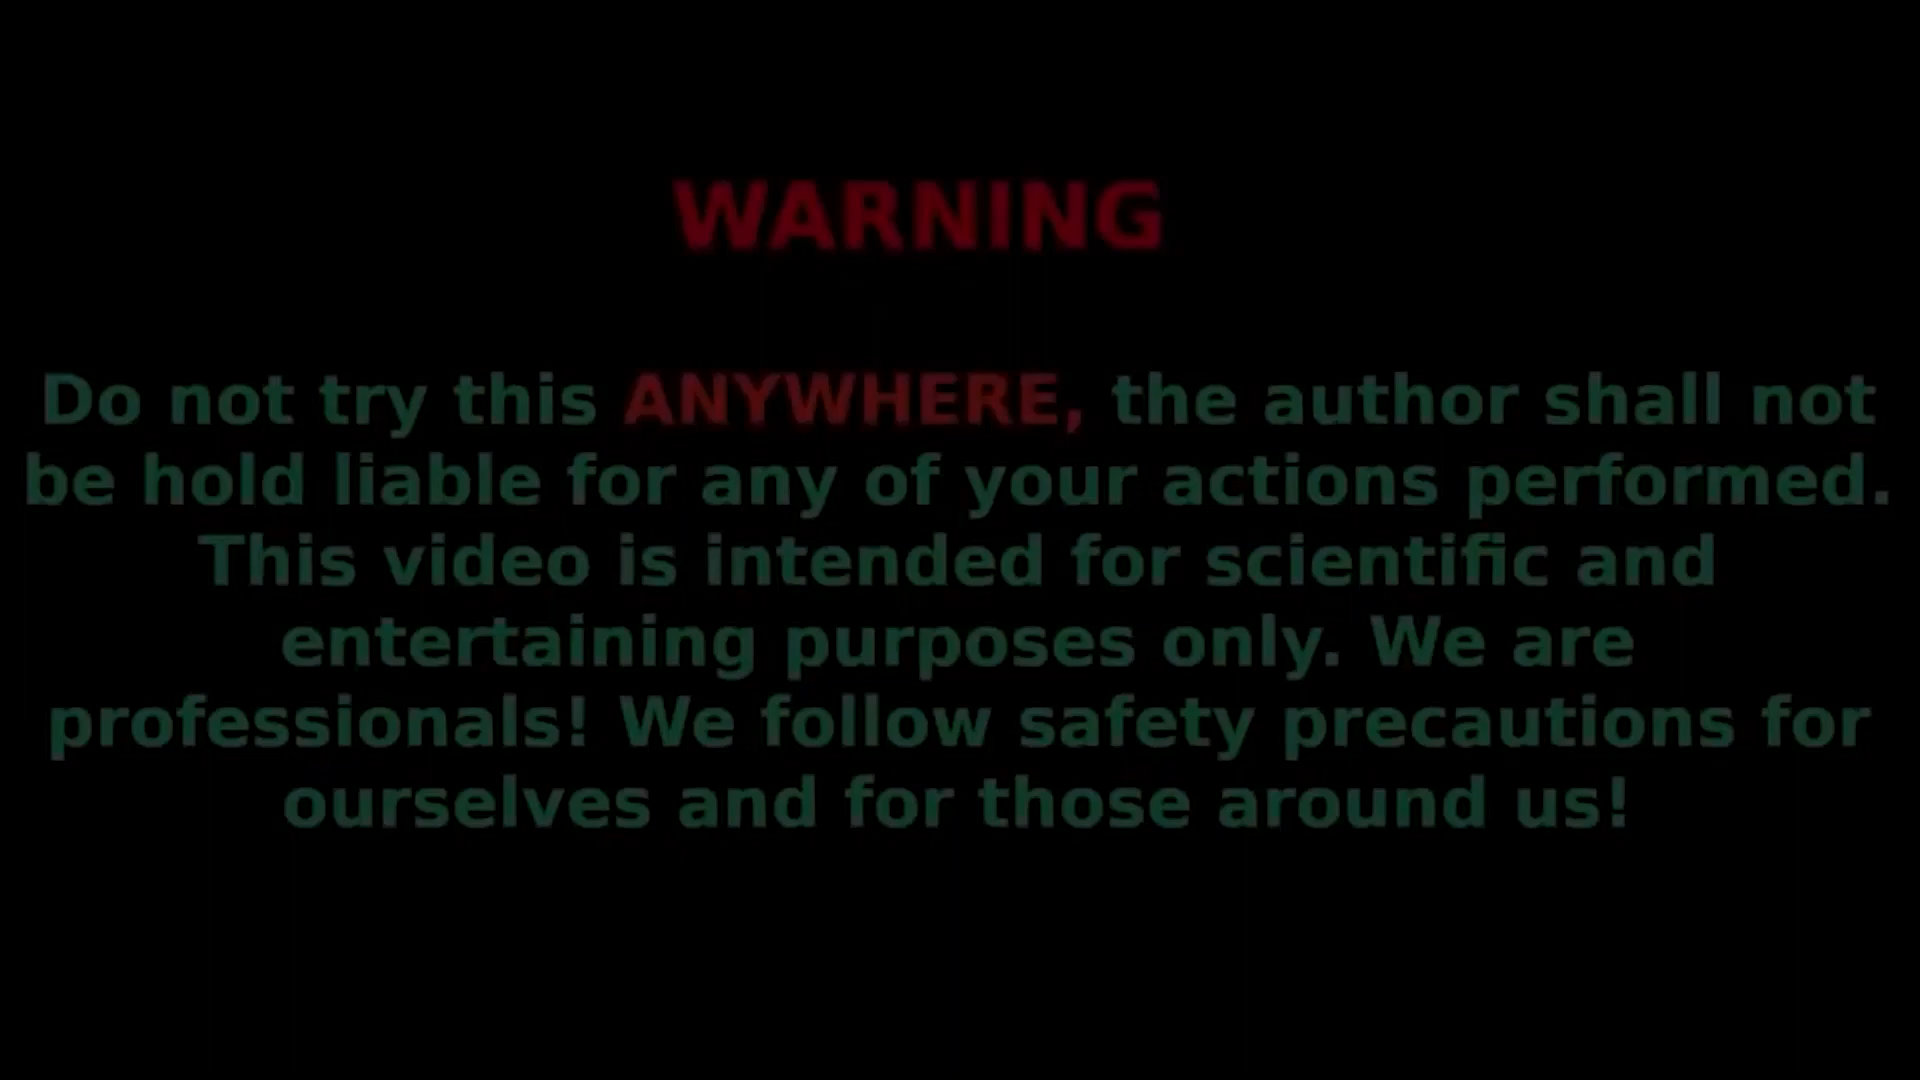 WARNING
Do not try this ANYWHERE, the author shall not
be hold liable for any of your actions performed.
This video is intended for scientific and
entertaining purposes only. We are
professionals! We follow safety precautions for
ourselves and for those around us!